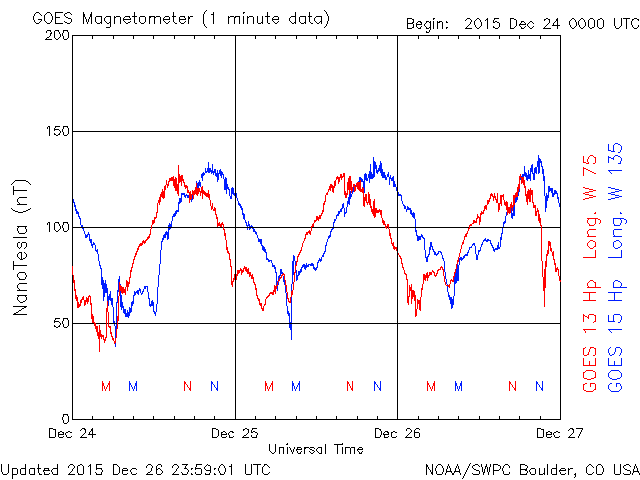 GOES Magnetometer (1 minute data)
Begin: 2015 Dec 24 0000 UTC
200
150
100
50
0
NanoTesla (nT)
M M N N M M N N M M N N
Dec 24 Dec 25 Dec 26 Dec 27
Universal Time
GOES 13 Hp Long. W 75
GOES 15 Hp Long. W 135
Updated 2015 Dec 26 23:59:01 UTC
NOAA/SWPC Boulder, CO USA